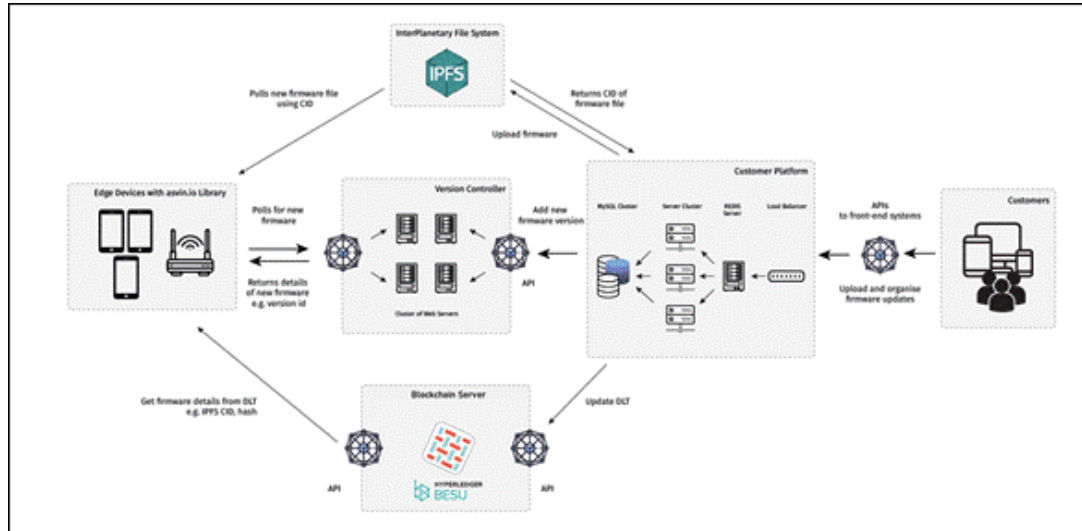 InterPlanetary File System
IPFS
Pulls new firmware file
using CID
Returns CID of
firmware file
Upload firmware
Edge Devices with asvin.io Library
Polls for new
firmware
Returns details
of new firmware
e.g. version id
Version Controller
Cluster of Web Servers
Add new
firmware version
API
Customer Platform
MySQL Cluster
Server Cluster
REDIS
Server
Load Balancer
APIs
to front-end systems
Upload and organise
firmware updates
Customers
Get firmware details from DLT
e.g. IPFS CID, hash
Update DLT
Blockchain Server
API
HYPERLEDGER
BESU
API